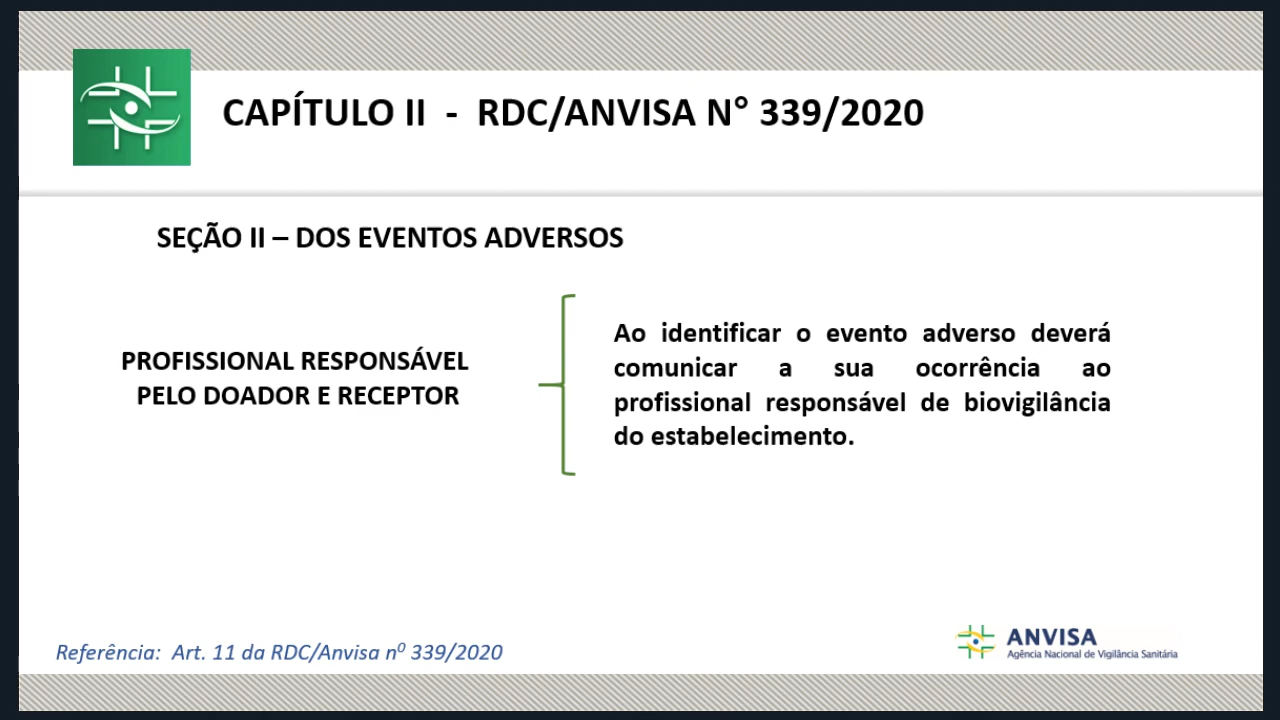 CAPÍTULO II - RDC/ANVISA N° 339/2020
SEÇÃO II – DOS EVENTOS ADVERSOS
PROFISSIONAL RESPONSÁVEL
PELO DOADOR E RECEPTOR
Ao identificar o evento adverso deverá
comunicar a sua ocorrência ao
profissional responsável de biovigilância
do estabelecimento.
Referência: Art. 11 da RDC/Anvisa nº 339/2020
ANVISA
Agência Nacional de Vigilância Sanitária